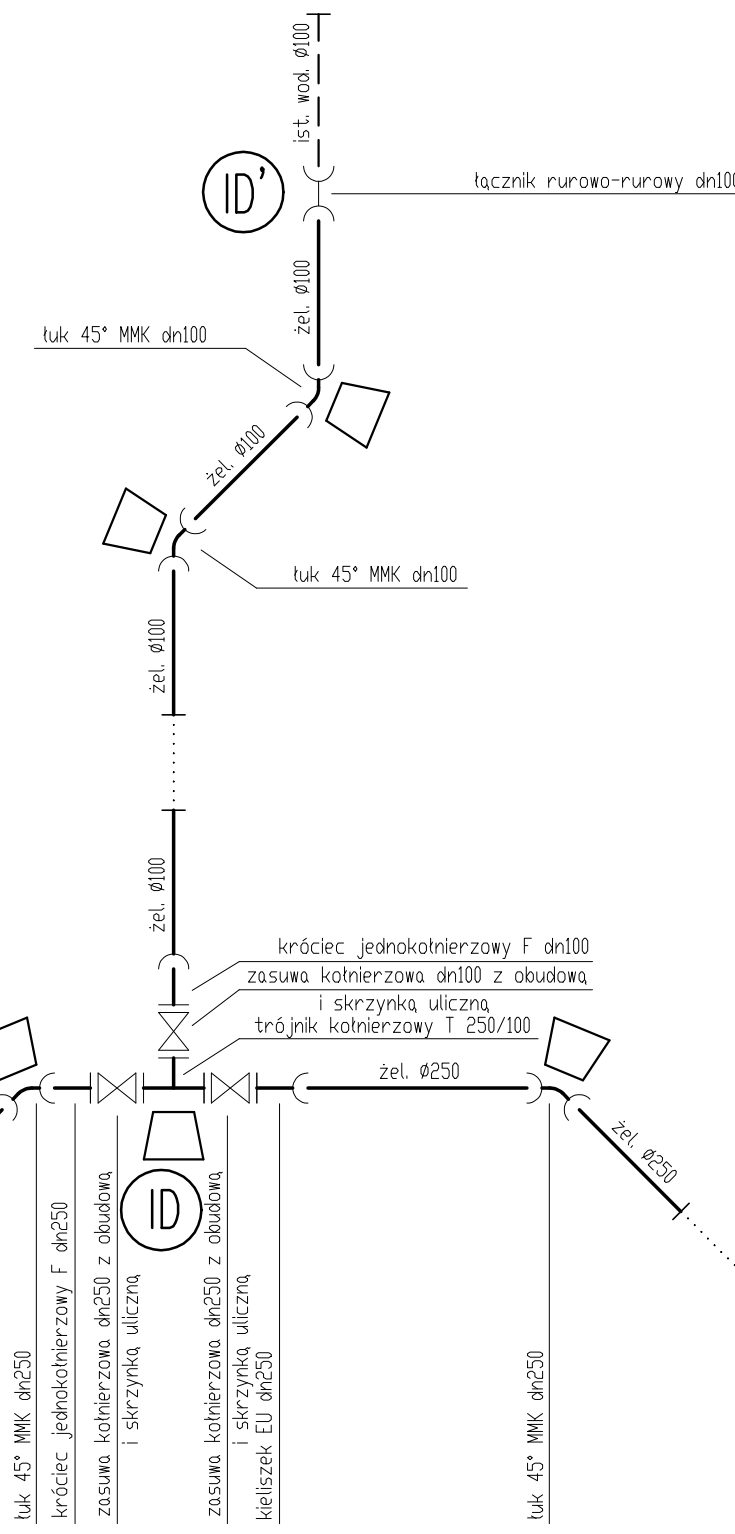 ist. wod. Ø100
ID'
łącznik rurowo-rurowy dn100
żel. Ø100
łuk 45° MMK dn100
żel. Ø100
łuk 45° MMK dn100
żel. Ø100
żel. Ø100
króciec jednokołnierzowy F dn100
zasuwa kołnierzowa dn100 z obudową
i skrzynką uliczną
trójnik kołnierzowy T 250/100
żel. Ø250
żel. Ø250
ID
łuk 45° MMK dn250
króciec jednokołnierzowy F dn250
zasuwa kołnierzowa dn250 z obudową
i skrzynką uliczną
zasuwa kołnierzowa dn250 z obudową
i skrzynką uliczną
kieliszek EU dn250
łuk 45° MMK dn250